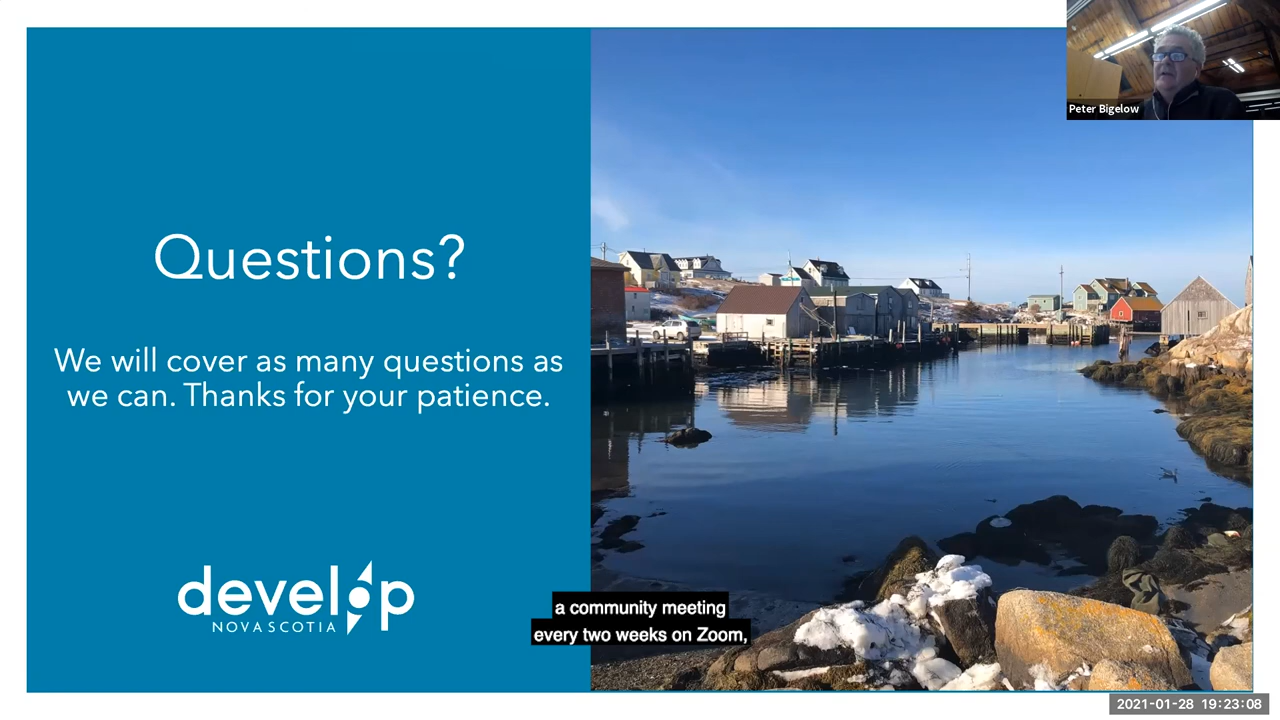 Peter Bigelow
Questions?
We will cover as many questions as
we can. Thanks for your patience.
develop
NOVA SCOTIA
a community meeting
every two weeks on Zoom,
2021-01-28 19:23:08